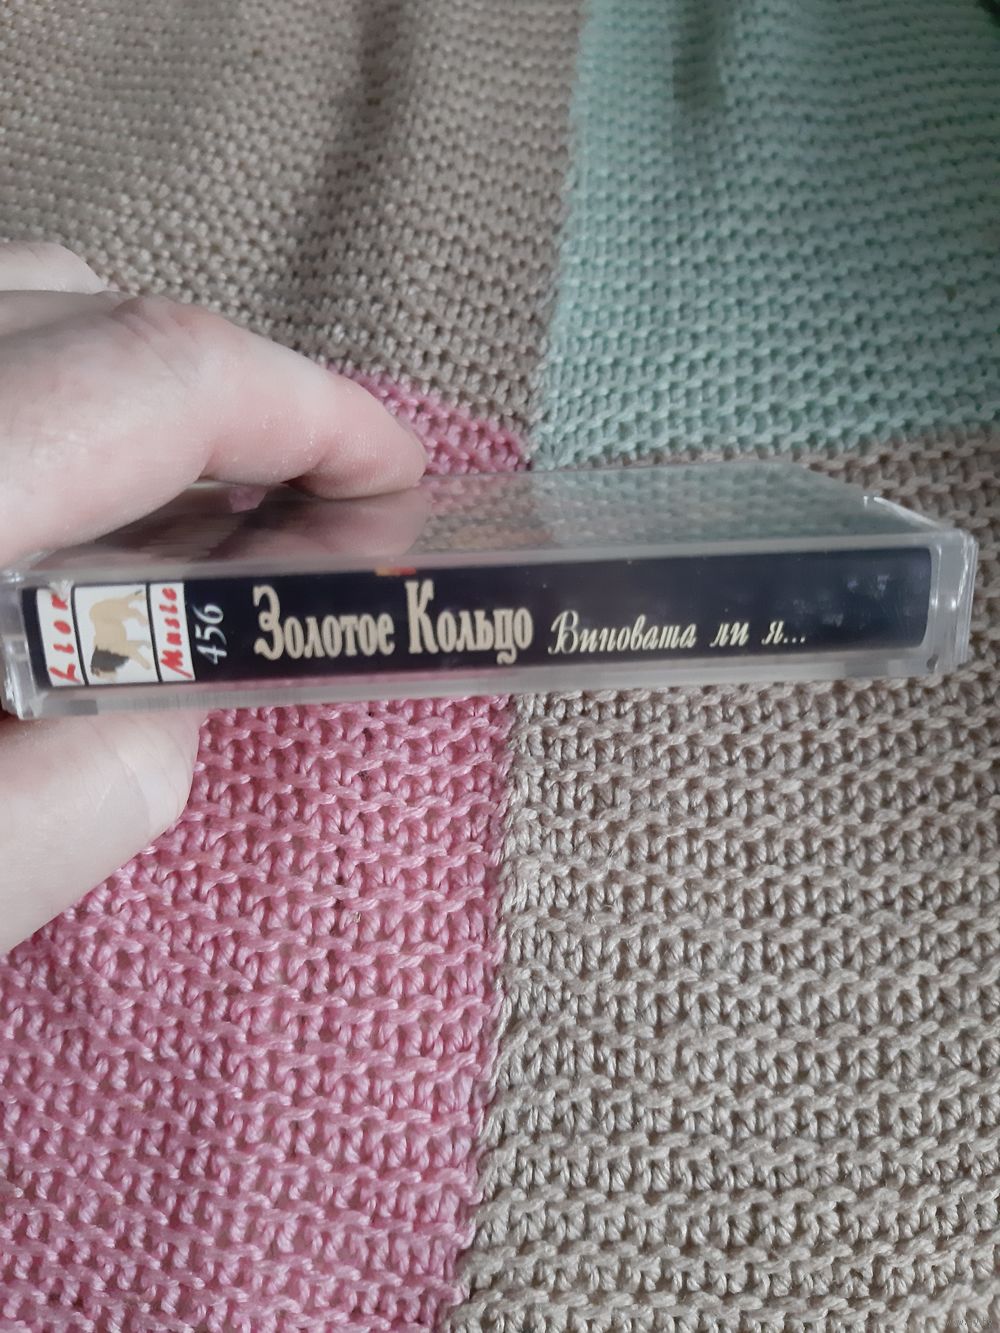 Lion
Music
456
Золотое Кольцо Виновата ли я...